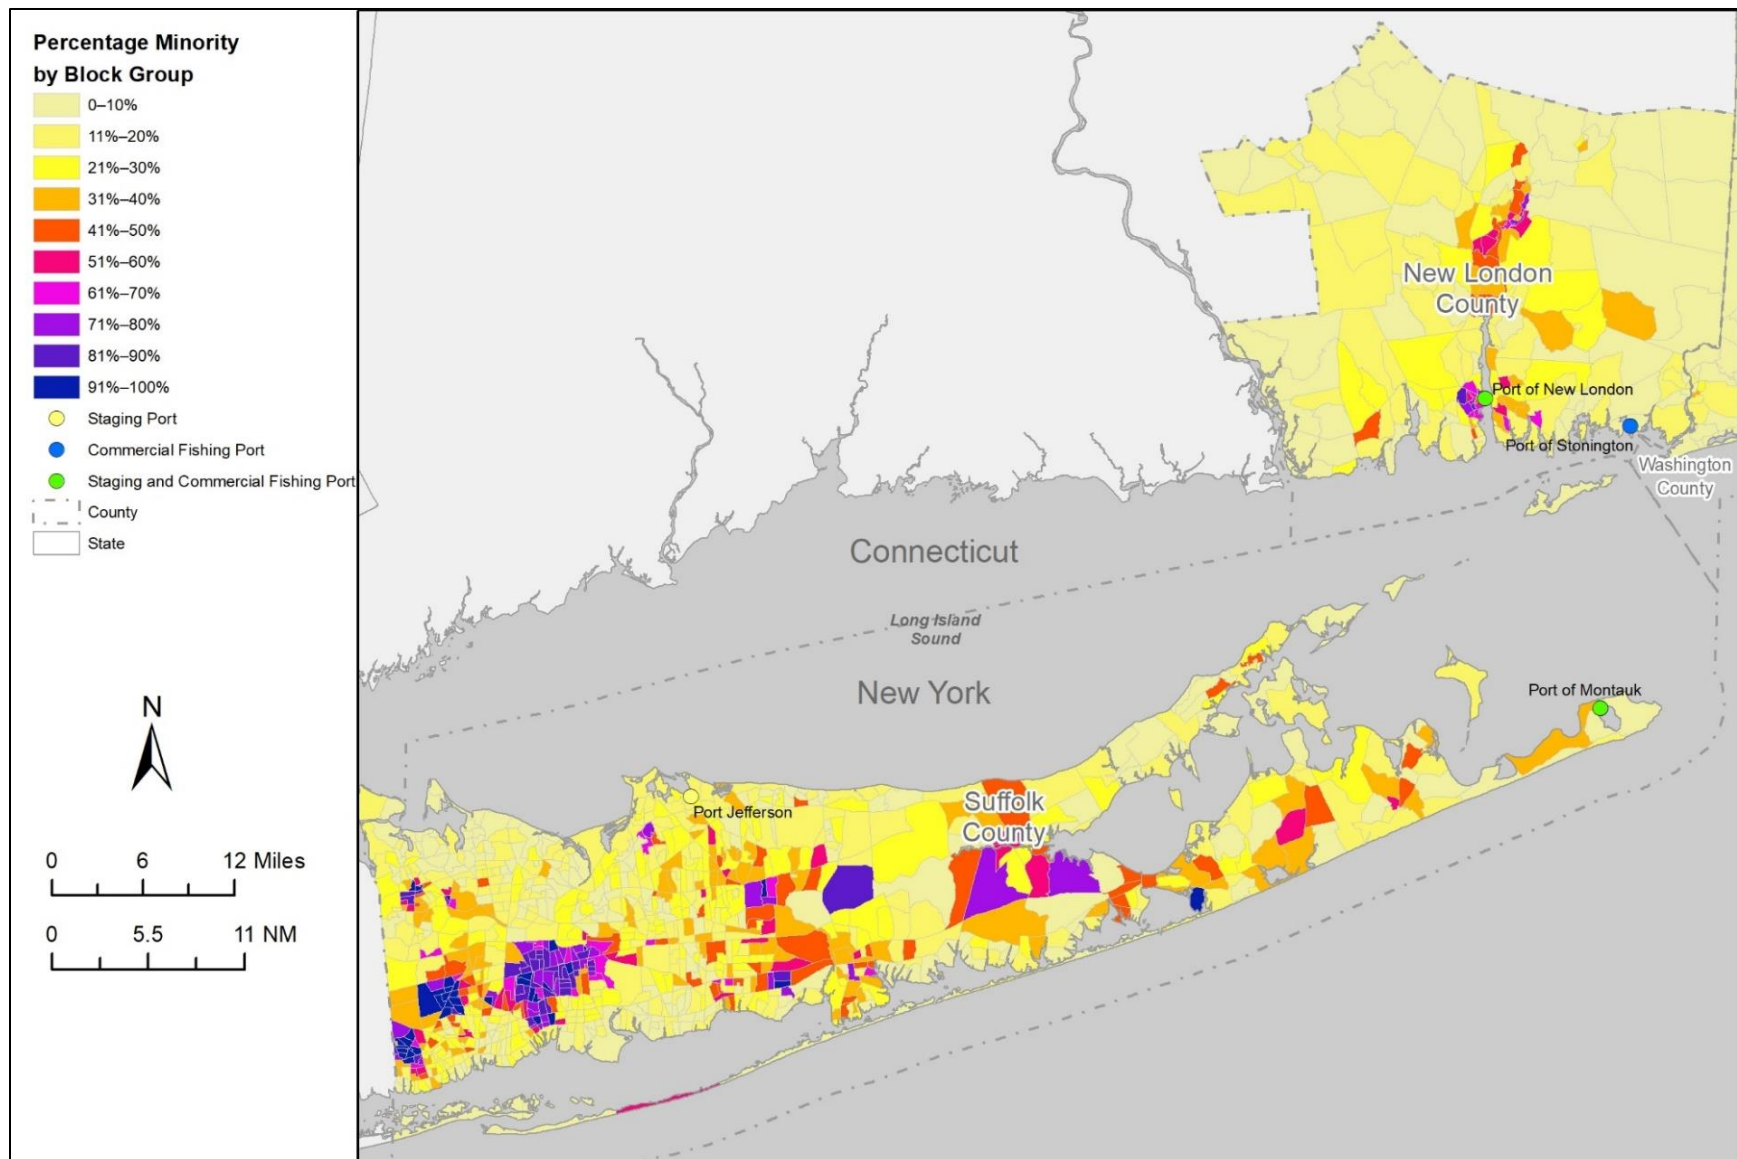 Percentage Minority
by Block Group
0–10%
11%–20%
21%–30%
31%–40%
41%–50%
51%–60%
61%–70%
71%–80%
81%–90%
91%–100%
Staging Port
Commercial Fishing Port
Staging and Commercial Fishing Port
County
State
N
0 6 12 Miles
0 5.5 11 NM
New London
County
Port of New London
Port of Stonington
Washington
County
Connecticut
Long Island
Sound
New York
Port of Montauk
Suffolk
County
Port Jefferson